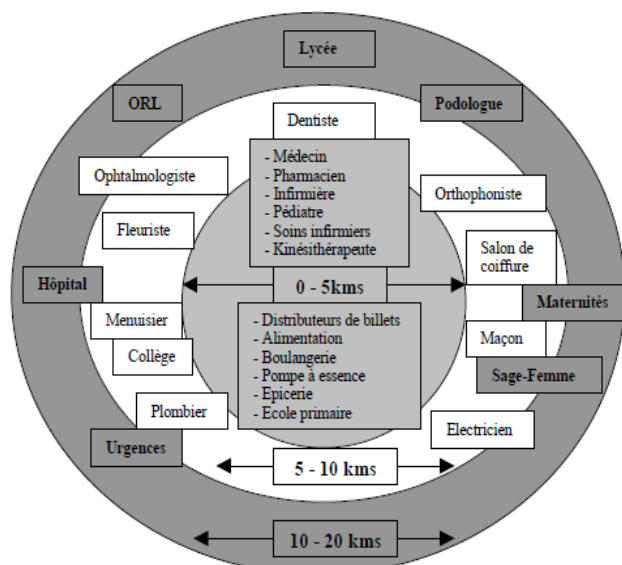 Lycée
ORL
Podologue
Dentiste
- Médecin
- Pharmacien
- Infirmière
- Pédiatre
- Soins infirmiers
- Kinésithérapeute
Ophtalmologiste
Orthophoniste
Fleuriste
Salon de
coiffure
Hôpital
0 - 5kms
Maternités
Menuisier
- Distributeurs de billets
- Alimentation
- Boulangerie
- Pompe à essence
- Epicerie
- Ecole primaire
Maçon
Collège
Sage-Femme
Plombier
Electricien
Urgences
5 - 10 kms
10 - 20 kms